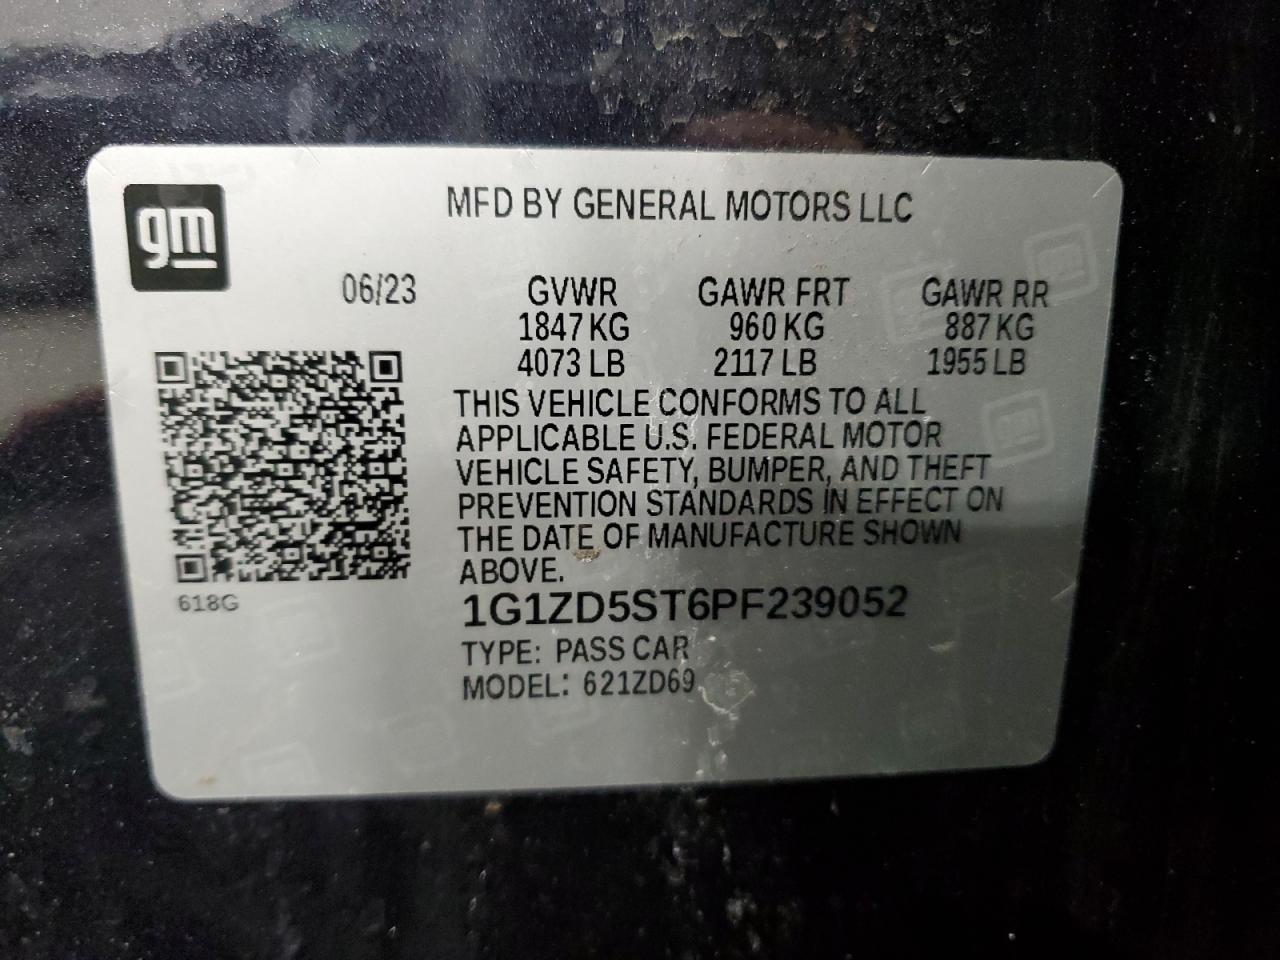 gm
MFD BY GENERAL MOTORS LLC
06/23 GVWR GAWR FRT GAWR RR
1847 KG 960 KG 887 KG
4073 LB 2117 LB 1955 LB
THIS VEHICLE CONFORMS TO ALL
APPLICABLE U.S. FEDERAL MOTOR
VEHICLE SAFETY, BUMPER, AND THEFT
PREVENTION STANDARDS IN EFFECT ON
THE DATE OF MANUFACTURE SHOWN
ABOVE.
618G
1G1ZD5ST6PF239052
TYPE: PASS CAR
MODEL: 621ZD69